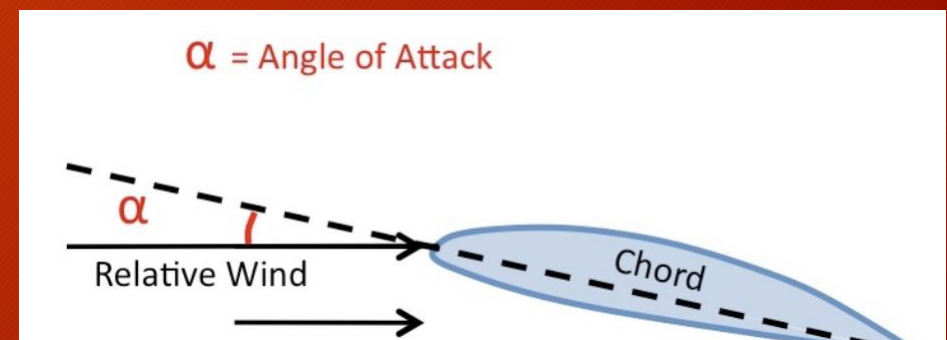 α = Angle of Attack
α
Relative Wind
Chord